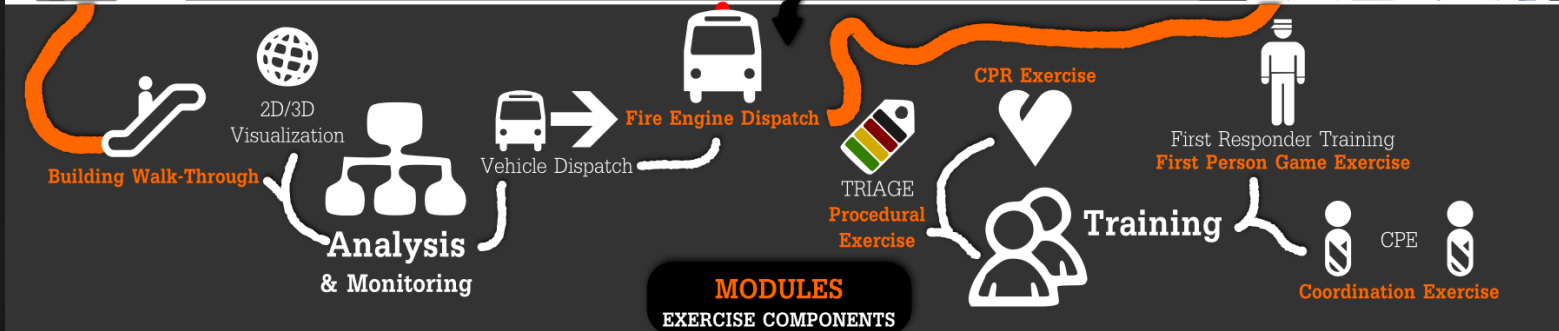 2D/3D
Visualization
Building Walk-Through
Analysis
& Monitoring
Vehicle Dispatch
Fire Engine Dispatch
TRIAGE
Procedural
Exercise
CPR Exercise
Training
First Responder Training
First Person Game Exercise
CPE
Coordination Exercise
MODULES
EXERCISE COMPONENTS